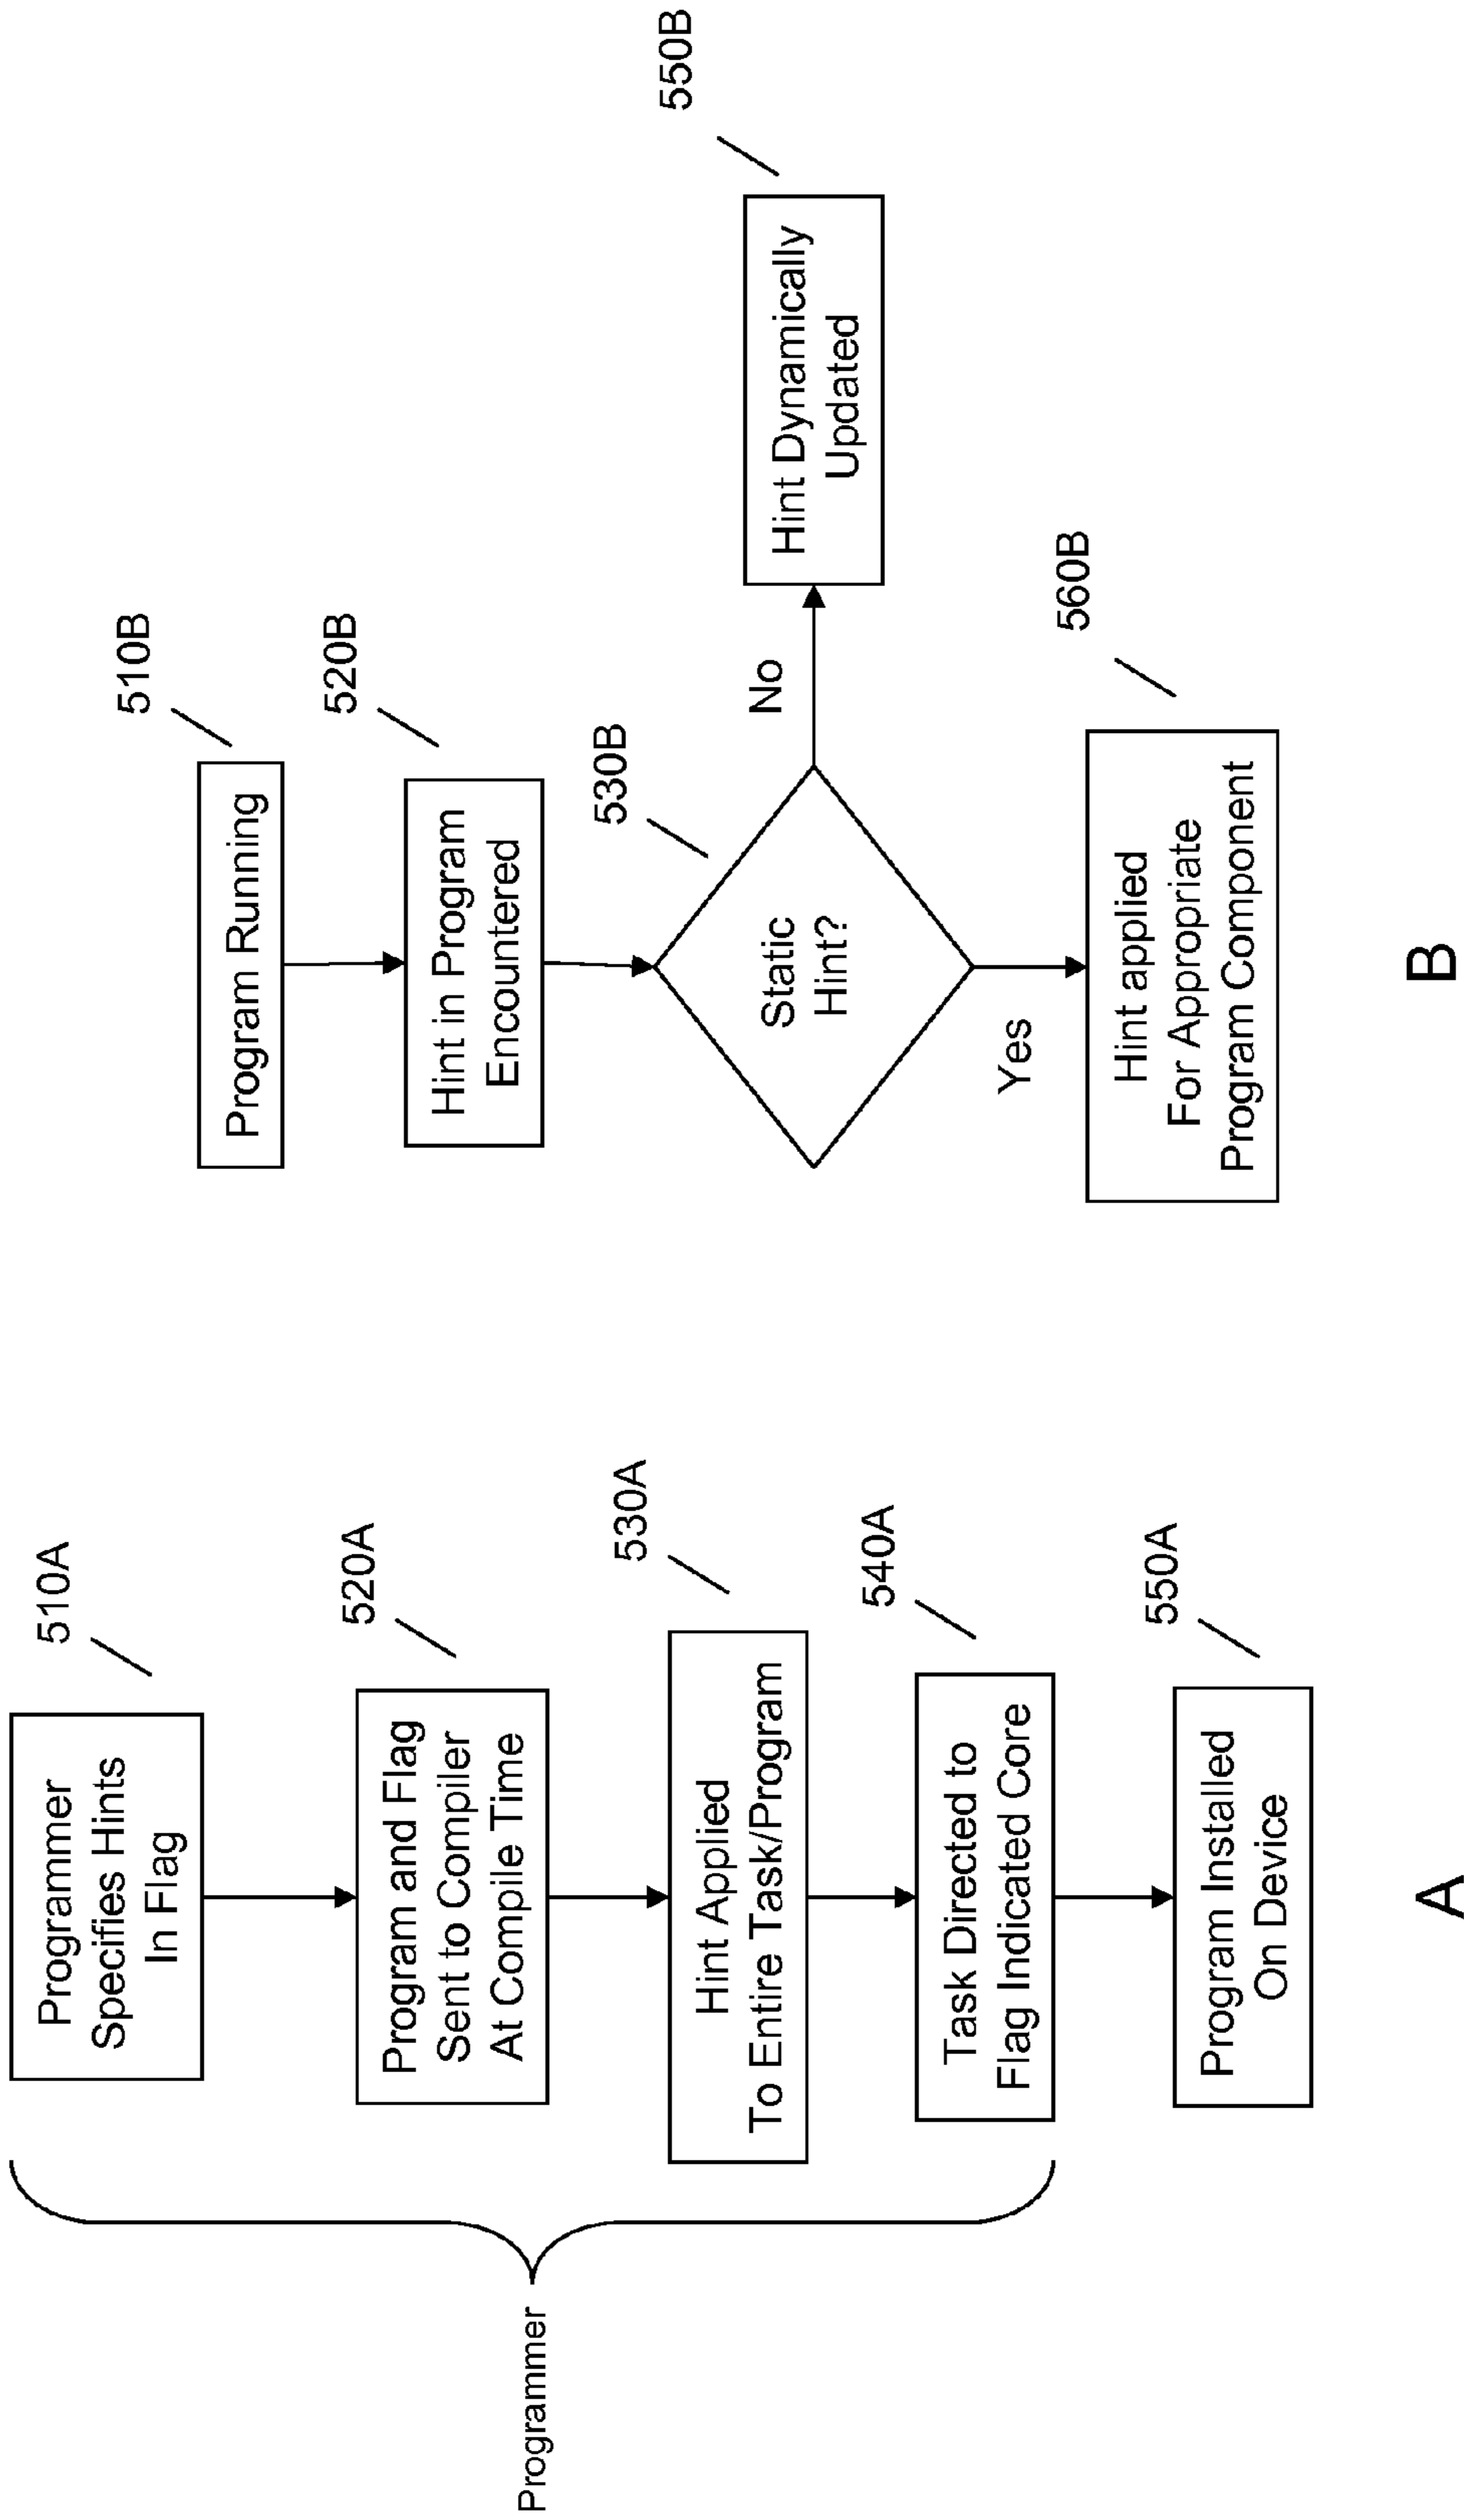 Programmer
510A
Programmer
Specifies Hints
In Flag
520A
Program and Flag
Sent to Compiler
At Compile Time
530A
Hint Applied
To Entire Task/Program
540A
Task Directed to
Flag Indicated Core
550A
Program Installed
On Device
A
510B
Program Running
520B
Hint in Program
Encountered
530B
Static
Hint?
No
550B
Hint Dynamically
Updated
Yes
560B
Hint applied
For Appropriate
Program Component
B